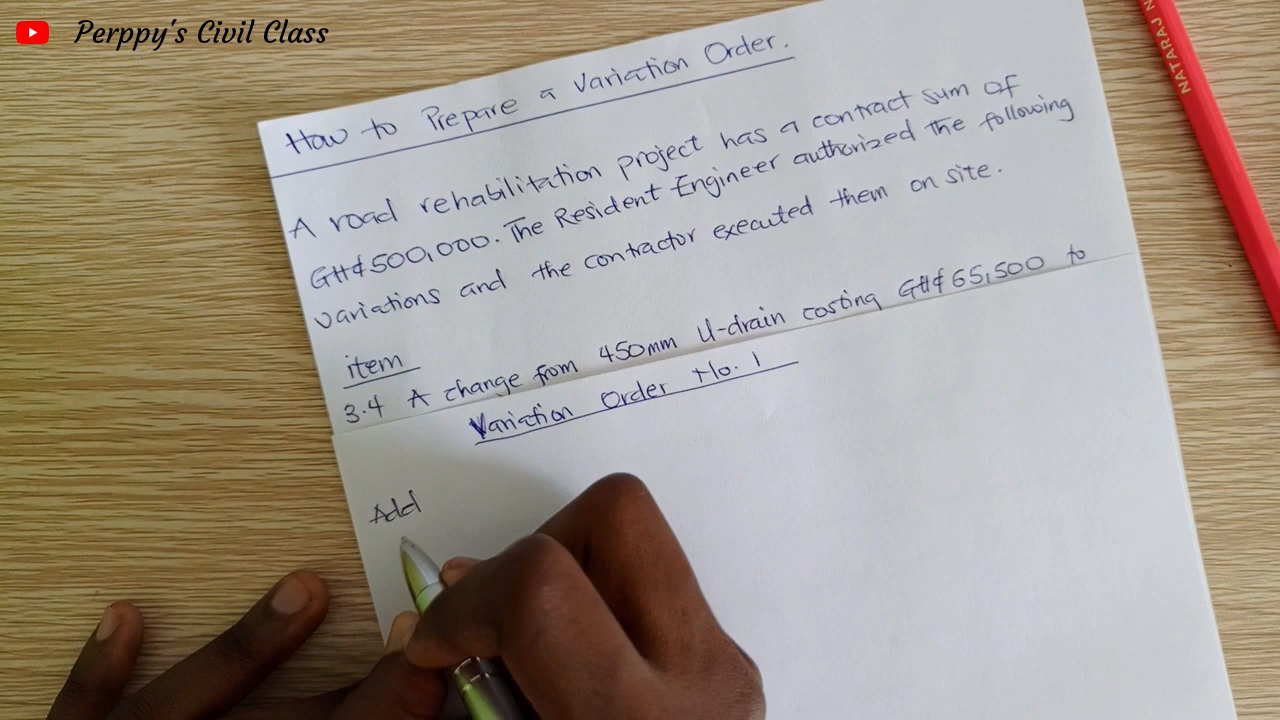 Perppy's Civil Class
How to Prepare a Variation Order.
A road rehabilitation project has a contract sum of
GH¢500,000. The Resident Engineer authorized the following
variations and the contractor executed them on site.
item
3.4 A change from 450mm U-drain costing GH¢65,500 to
Variation Order No. 1
Add
NATARAJ